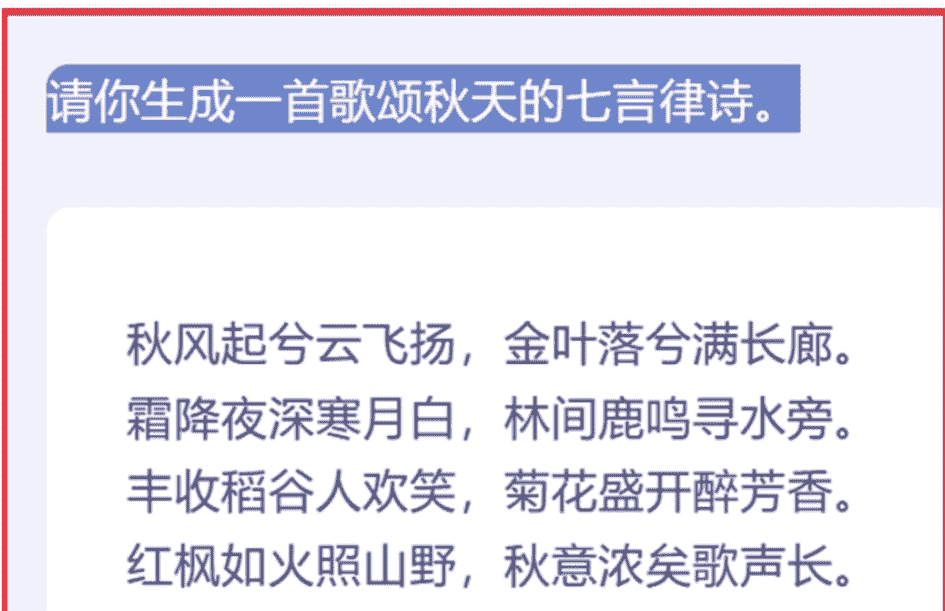 请你生成一首歌颂秋天的七言律诗。
秋风起兮云飞扬，金叶落兮满长廊。
霜降夜深寒月白，林间鹿鸣寻水旁。
丰收稻谷人欢笑，菊花盛开醉芳香。
红枫如火照山野，秋意浓矣歌声长。